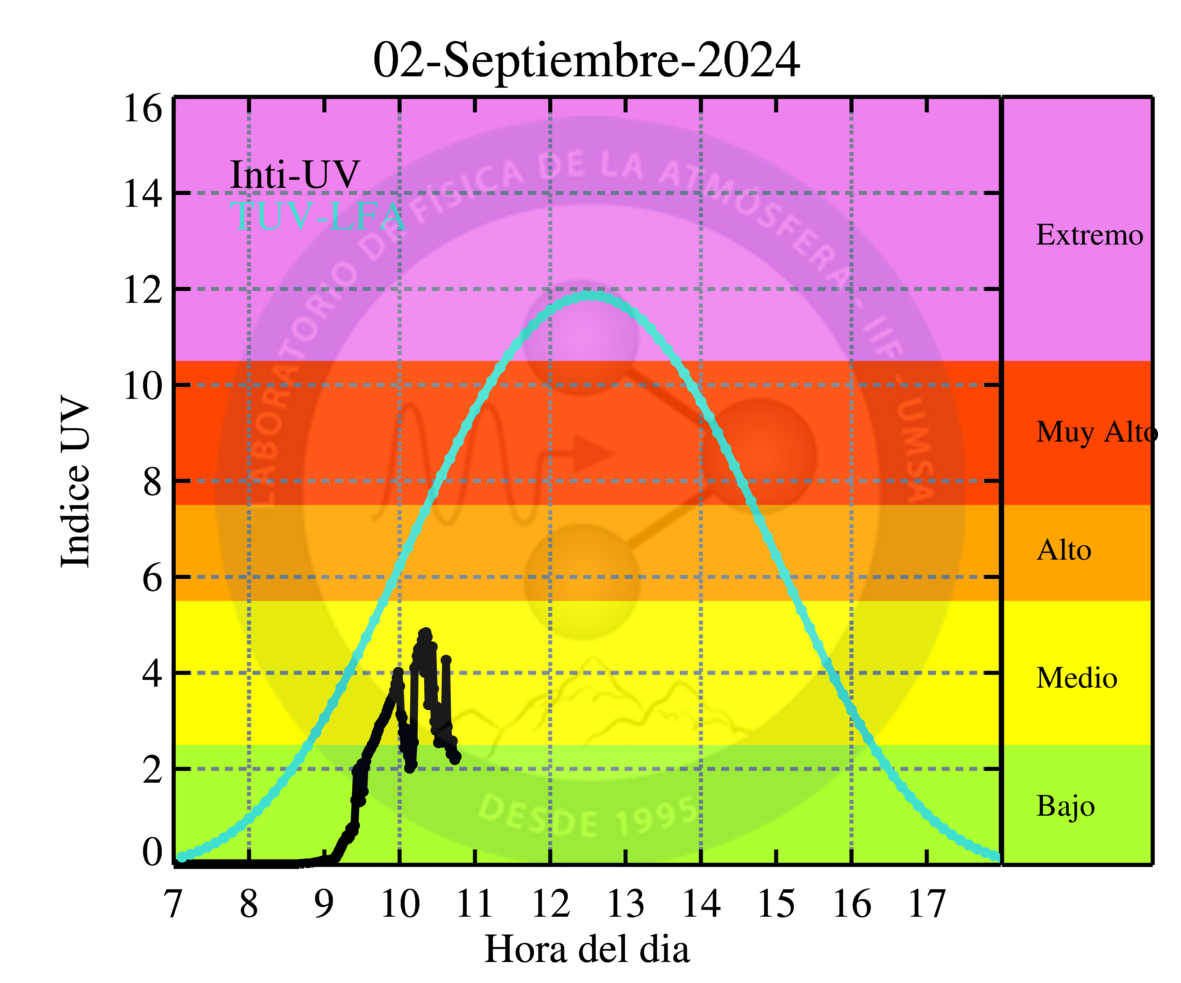 02-Septiembre-2024
16
14
12
10
8
6
4
2
0
Indice UV
Inti-UV
TUV-LFA
LABORATORIO DE FÍSICA DE LA ATMÓSFERA - IIF - UMSA
DESDE 1995
Extremo
Muy Alto
Alto
Medio
Bajo
7 8 9 10 11 12 13 14 15 16 17
Hora del dia